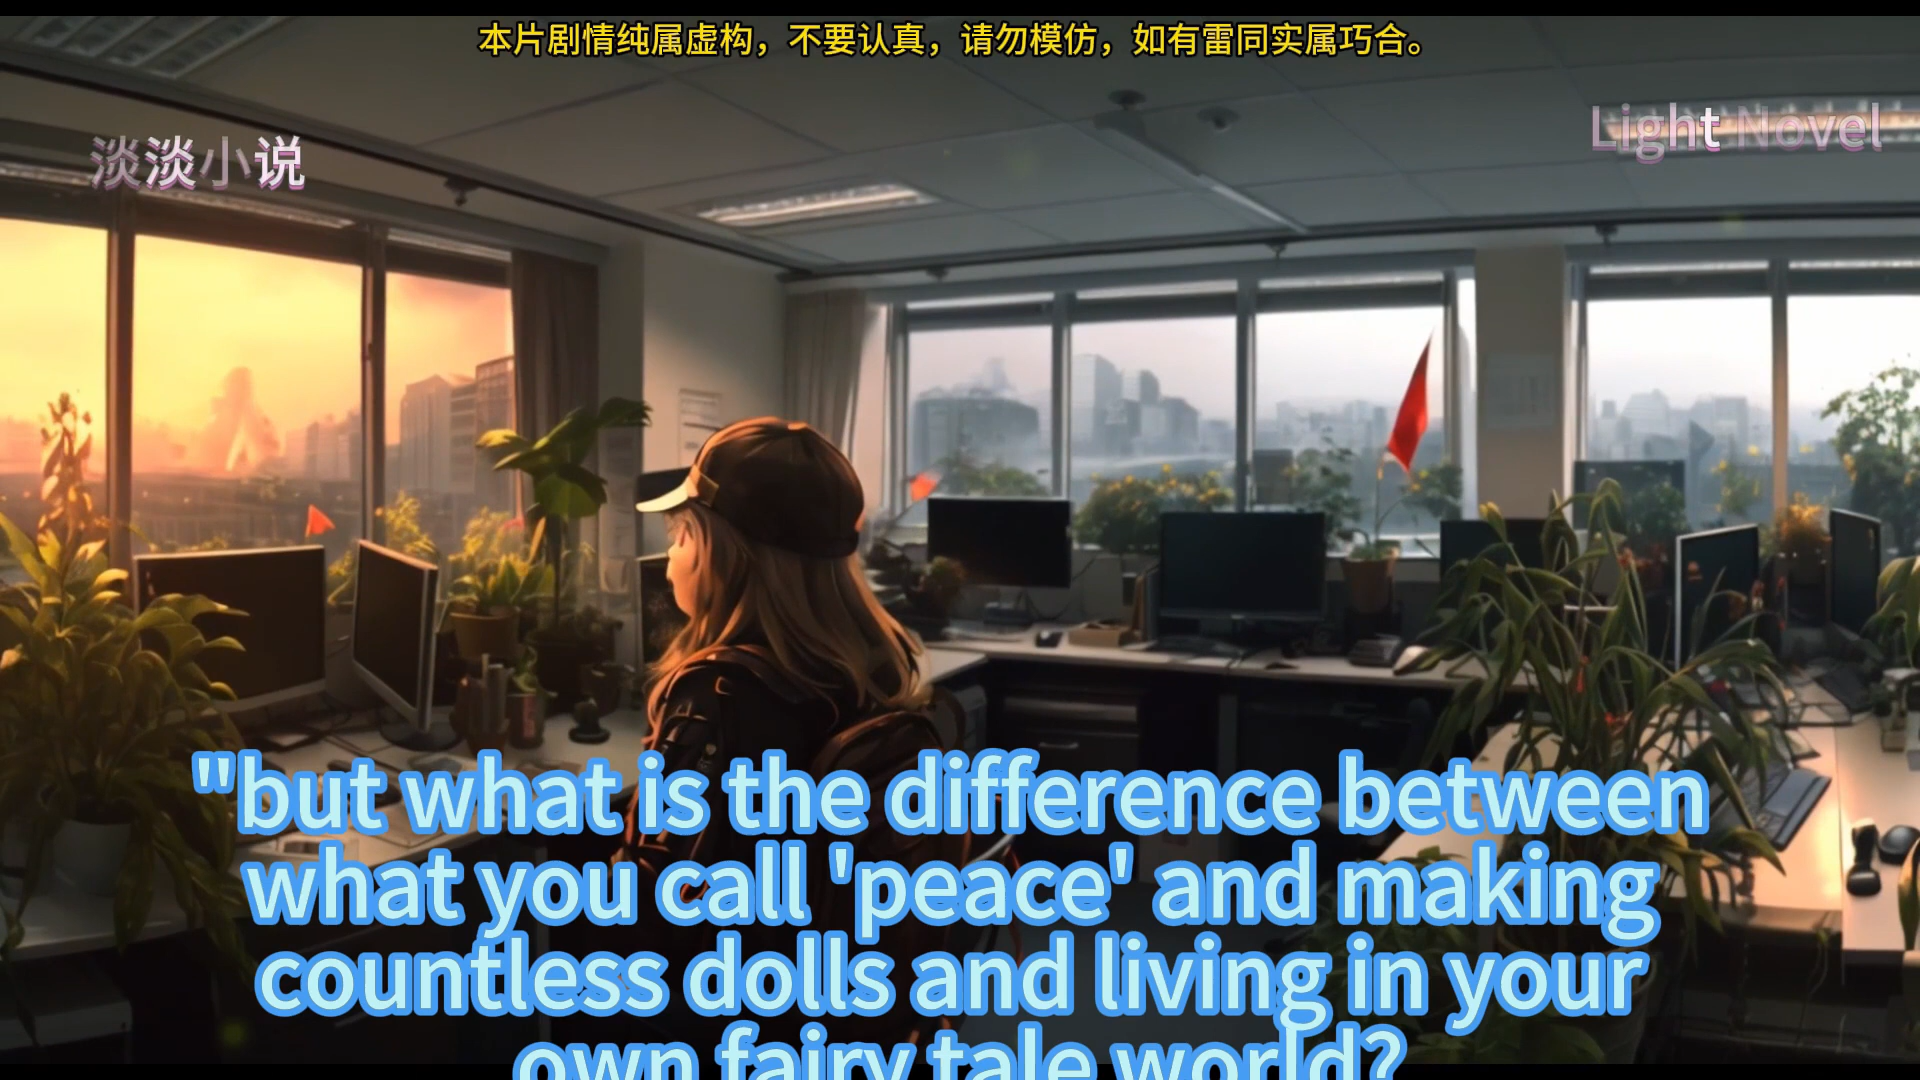 本片剧情纯属虚构，不要认真，请勿模仿，如有雷同实属巧合。
淡淡小说
Light Novel
"but what is the difference between
what you call 'peace' and making
countless dolls and living in your
own fairy tale world?